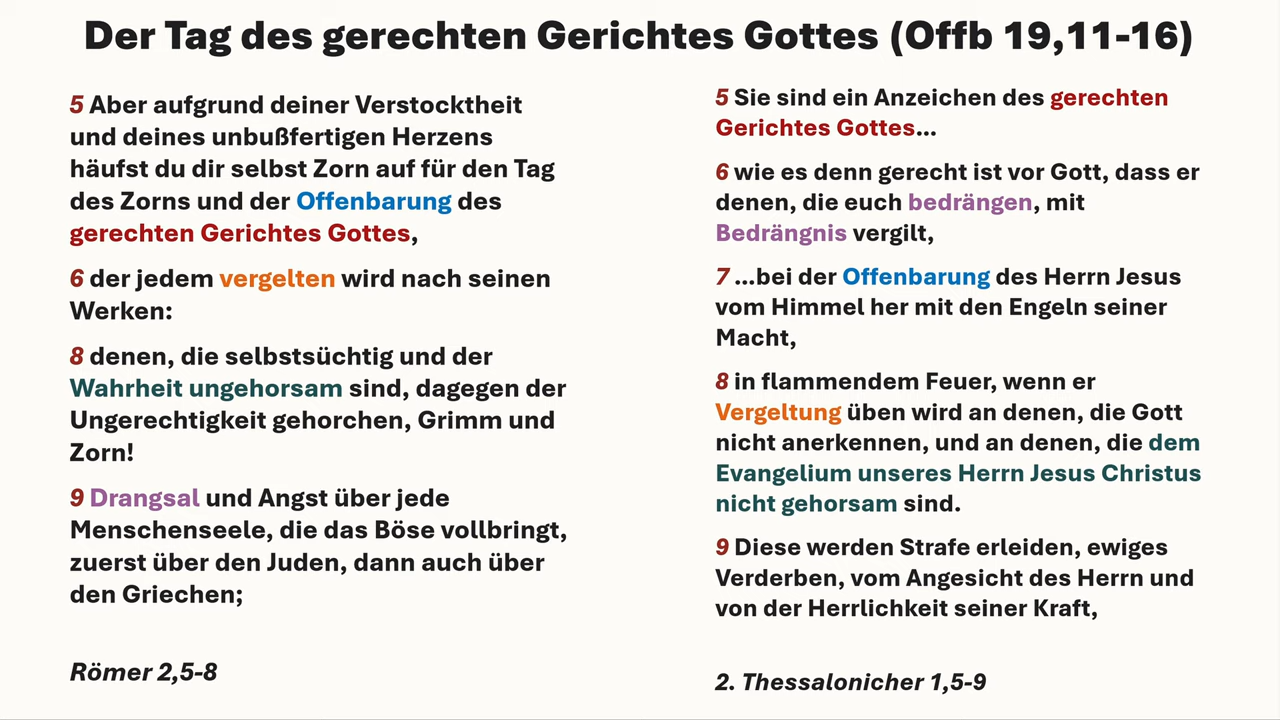 Der Tag des gerechten Gerichtes Gottes (Offb 19,11-16)
5 Aber aufgrund deiner Verstocktheit
und deines unbußfertigen Herzens
häufst du dir selbst Zorn auf für den Tag
des Zorns und der Offenbarung des
gerechten Gerichtes Gottes,
6 der jedem vergelten wird nach seinen
Werken:
8 denen, die selbstsüchtig und der
Wahrheit ungehorsam sind, dagegen der
Ungerechtigkeit gehorchen, Grimm und
Zorn!
9 Drangsal und Angst über jede
Menschenseele, die das Böse vollbringt,
zuerst über den Juden, dann auch über
den Griechen;
Römer 2,5-8
5 Sie sind ein Anzeichen des gerechten
Gerichtes Gottes...
6 wie es denn gerecht ist vor Gott, dass er
denen, die euch bedrängen, mit
Bedrängnis vergilt,
7 ...bei der Offenbarung des Herrn Jesus
vom Himmel her mit den Engeln seiner
Macht,
8 in flammendem Feuer, wenn er
Vergeltung üben wird an denen, die Gott
nicht anerkennen, und an denen, die dem
Evangelium unseres Herrn Jesus Christus
nicht gehorsam sind.
9 Diese werden Strafe erleiden, ewiges
Verderben, vom Angesicht des Herrn und
von der Herrlichkeit seiner Kraft,
2. Thessalonicher 1,5-9